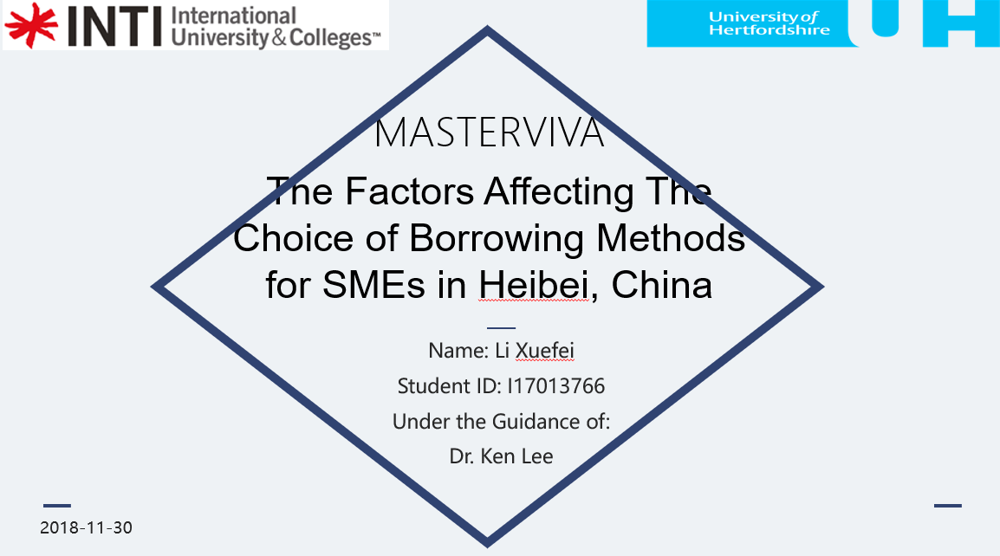 INTI International
University & Colleges™
University of
Hertfordshire
UH
MASTERVIVA
The Factors Affecting The
Choice of Borrowing Methods
for SMEs in Heibei, China
Name: Li Xuefei
Student ID: I17013766
Under the Guidance of:
Dr. Ken Lee
2018-11-30